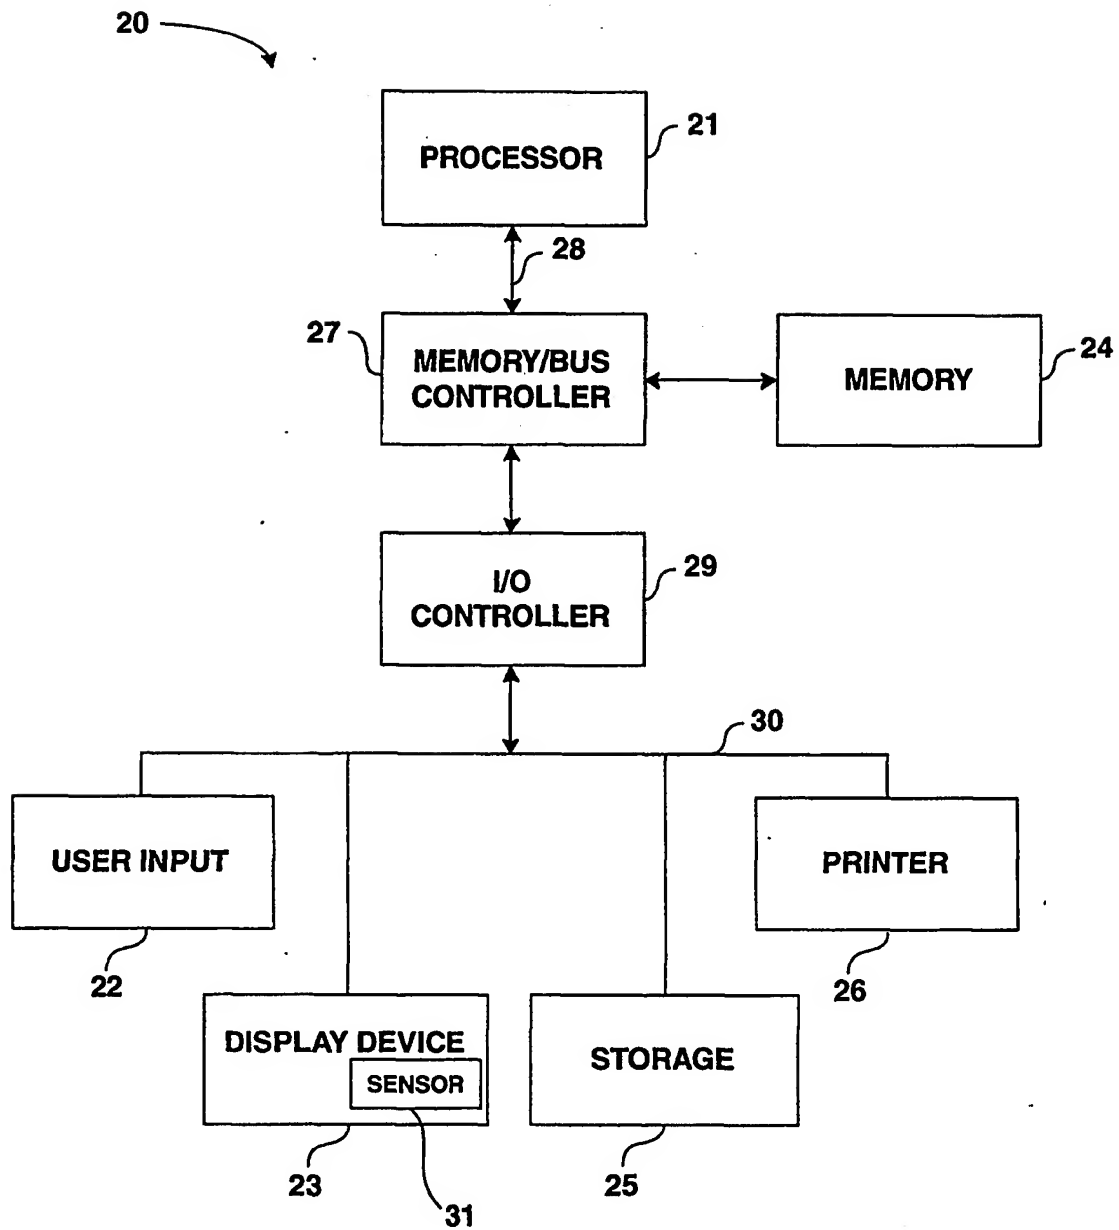 20
PROCESSOR
21
28
27
MEMORY/BUS
CONTROLLER
MEMORY
24
I/O
CONTROLLER
29
30
USER INPUT
22
PRINTER
26
DISPLAY DEVICE
SENSOR
23
31
STORAGE
25